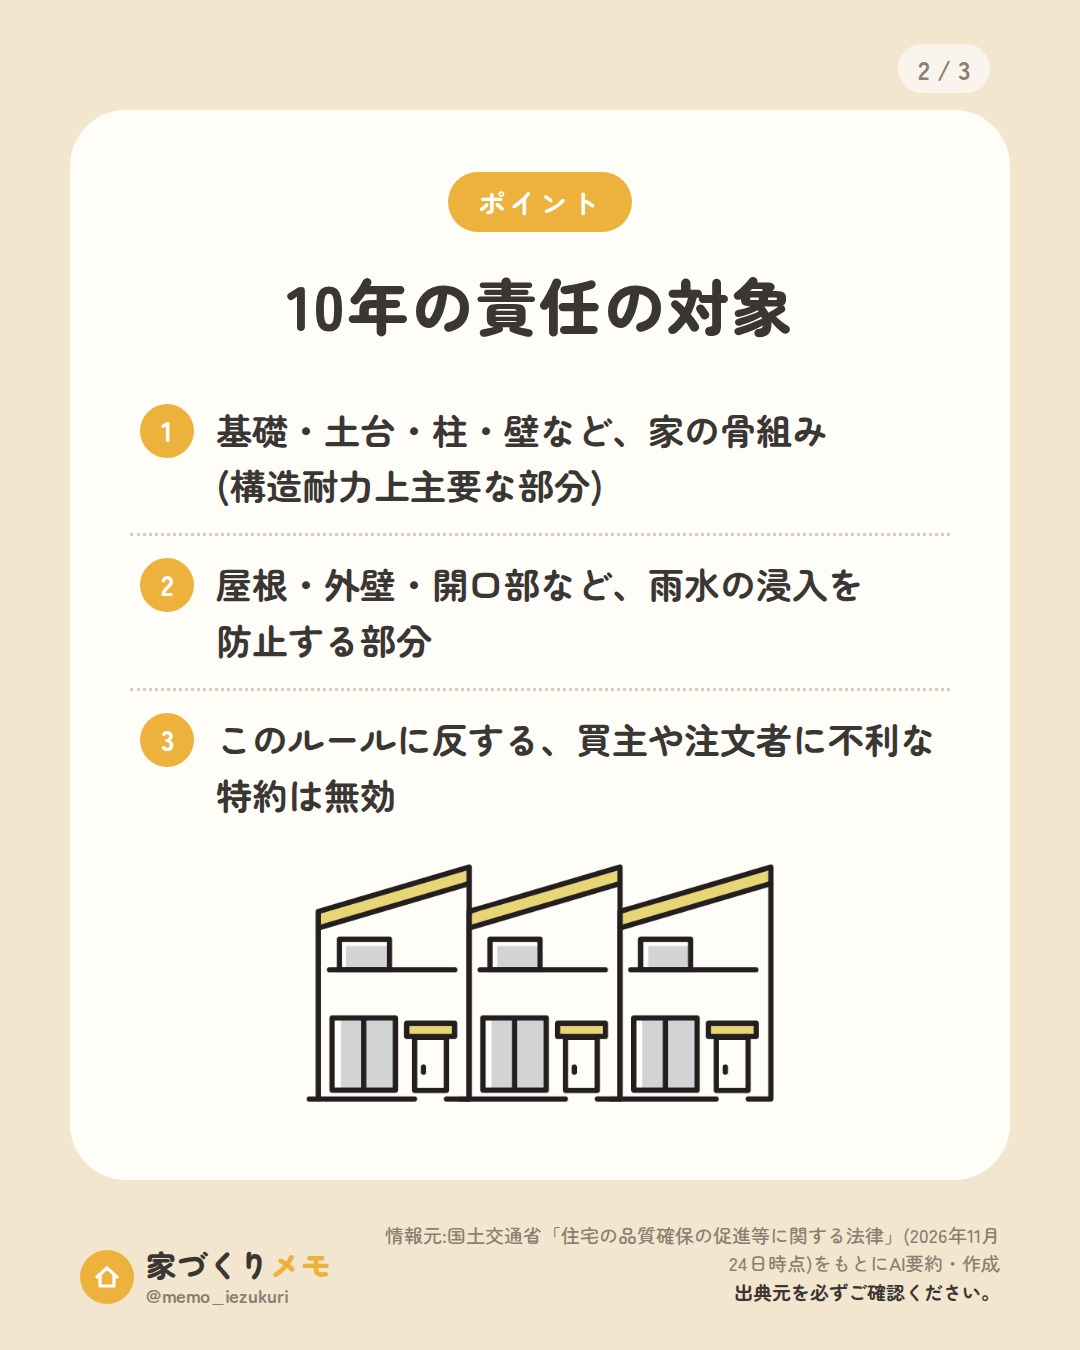 2 / 3
ポイント
10年の責任の対象
1 基礎・土台・柱・壁など、家の骨組み
(構造耐力上主要な部分)
2 屋根・外壁・開口部など、雨水の浸入を
防止する部分
3 このルールに反する、買主や注文者に不利な
特約は無効
情報元:国土交通省「住宅の品質確保の促進等に関する法律」(2026年11月
24日時点)をもとにAI要約・作成
出典元を必ずご確認ください。
家づくりメモ
@memo_iezukuri